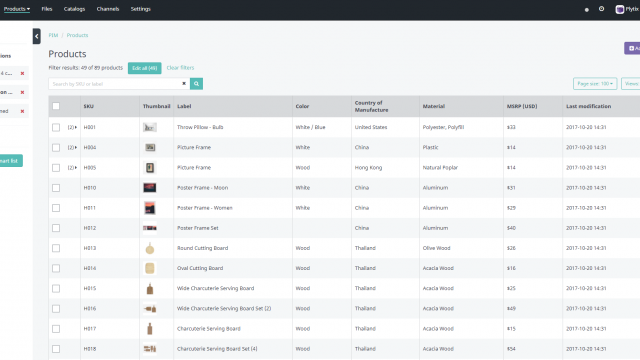 Products Files Catalogs Channels Settings Plytix
PIM / Products
Products
Filter results: 49 of 89 products Edit all (49) Clear filters
Search by SKU or label
Page size: 100 Views
SKU Thumbnail Label Color Country of Manufacture Material MSRP (USD) Last modification
(2) H001 Throw Pillow - Bulb White / Blue United States Polyester, Polyfill $33 2017-10-20 14:31
(2) H004 Picture Frame White China Plastic $14 2017-10-20 14:31
(2) H005 Picture Frame Wood Hong Kong Natural Poplar $14 2017-10-20 14:31
H010 Poster Frame - Moon White China Aluminum $31 2017-10-20 14:31
H011 Poster Frame - Women White China Aluminum $29 2017-10-20 14:31
H012 Poster Frame Set China Aluminum $40 2017-10-20 14:31
H013 Round Cutting Board Wood Thailand Olive Wood $26 2017-10-20 14:31
H014 Oval Cutting Board Wood Thailand Acacia Wood $16 2017-10-20 14:31
H015 Wide Charcuterie Serving Board Wood Thailand Acacia Wood $25 2017-10-20 14:31
H016 Wide Charcuterie Serving Board Set (2) Wood Thailand Acacia Wood $49 2017-10-20 14:31
H017 Charcuterie Serving Board Wood Thailand Acacia Wood $15 2017-10-20 14:31
H018 Charcuterie Serving Board Set (4) Wood Thailand Acacia Wood $54 2017-10-20 14:31